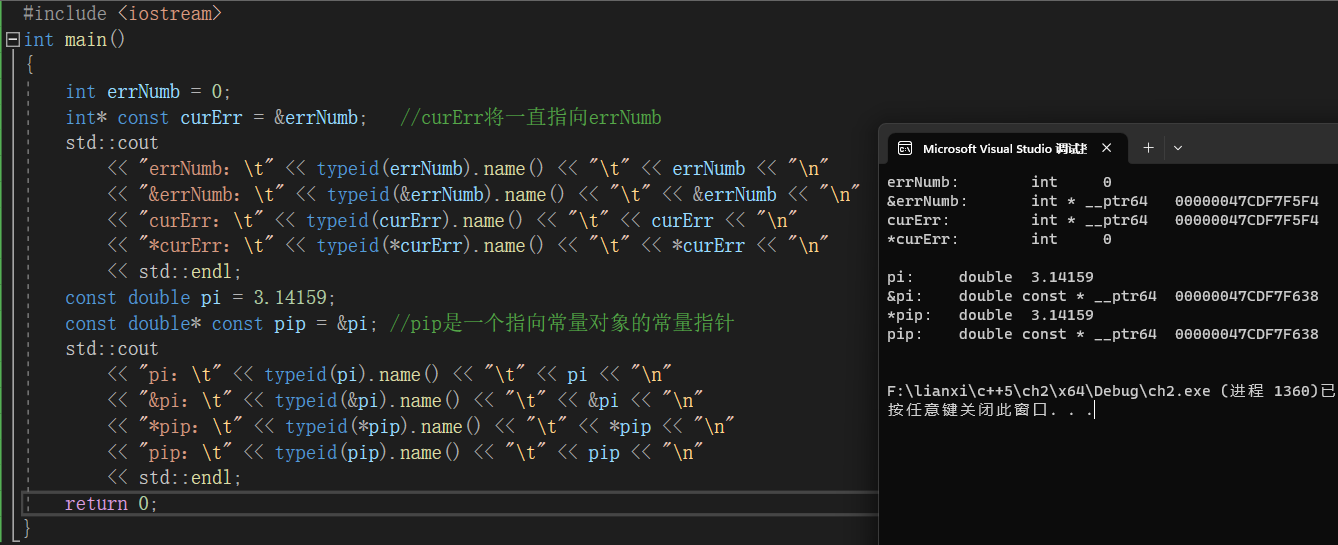 #include <iostream>
int main()
{
int errNumb = 0;
int* const curErr = &errNumb;   //curErr将一直指向errNumb
std::cout
<< "errNumb：\t" << typeid(errNumb).name() << "\t" << errNumb << "\n"
<< "&errNumb：\t" << typeid(&errNumb).name() << "\t" << &errNumb << "\n"
<< "curErr：\t" << typeid(curErr).name() << "\t" << curErr << "\n"
<< "*curErr：\t" << typeid(*curErr).name() << "\t" << *curErr << "\n"
<< std::endl;
const double pi = 3.14159;
const double* const pip = &pi; //pip是一个指向常量对象的常量指针
std::cout
<< "pi：\t" << typeid(pi).name() << "\t" << pi << "\n"
<< "&pi：\t" << typeid(&pi).name() << "\t" << &pi << "\n"
<< "*pip：\t" << typeid(*pip).name() << "\t" << *pip << "\n"
<< "pip：\t" << typeid(pip).name() << "\t" << pip << "\n"
<< std::endl;
return 0;
}
Microsoft Visual Studio 调试
errNumb:        int     0
&errNumb:       int * __ptr64   00000047CDF7F5F4
curErr:         int * __ptr64   00000047CDF7F5F4
*curErr:        int     0
pi:     double  3.14159
&pi:    double const * __ptr64  00000047CDF7F638
*pip:   double  3.14159
pip:    double const * __ptr64  00000047CDF7F638
F:\lianxi\c++5\ch2\x64\Debug\ch2.exe (进程 1360)已
按任意键关闭此窗口. . .